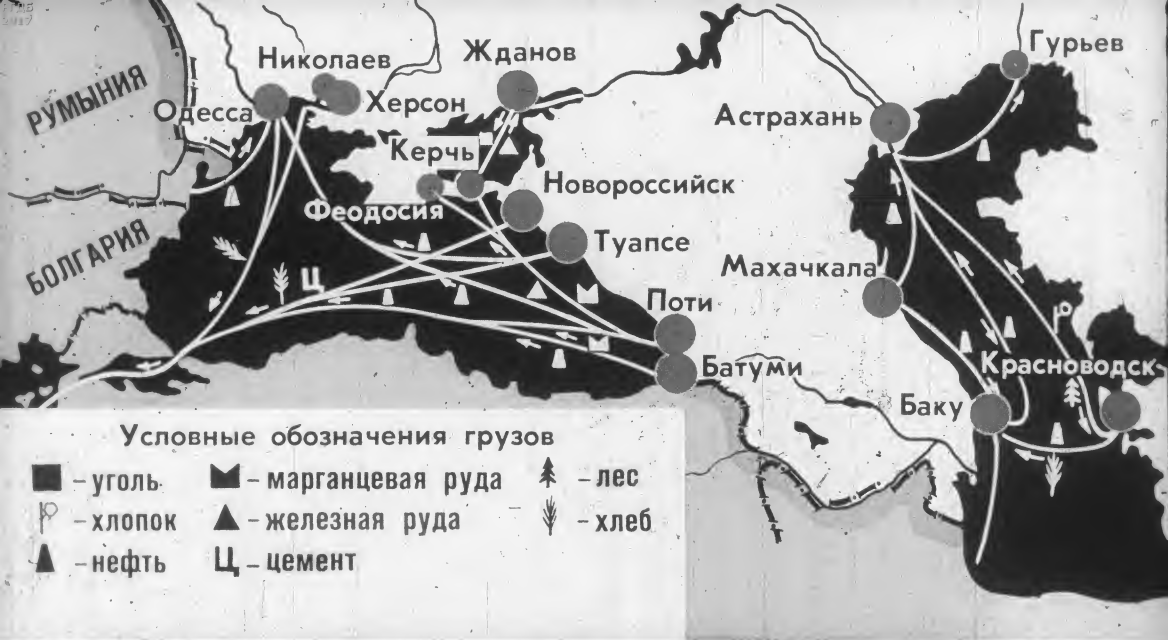 Гурьев
Жданов
Николаев
РУМЫНИЯ
Одесса
Херсон
Астрахань
Керчь
Новороссийск
Феодосия
Туапсе
БОЛГАРИЯ
Махачкала
Ц
Поти
Батуми
Красноводск
Баку
Условные обозначения грузов
- уголь
- марганцевая руда
- лес
- хлопок
- железная руда
- хлеб
- нефть
Ц - цемент